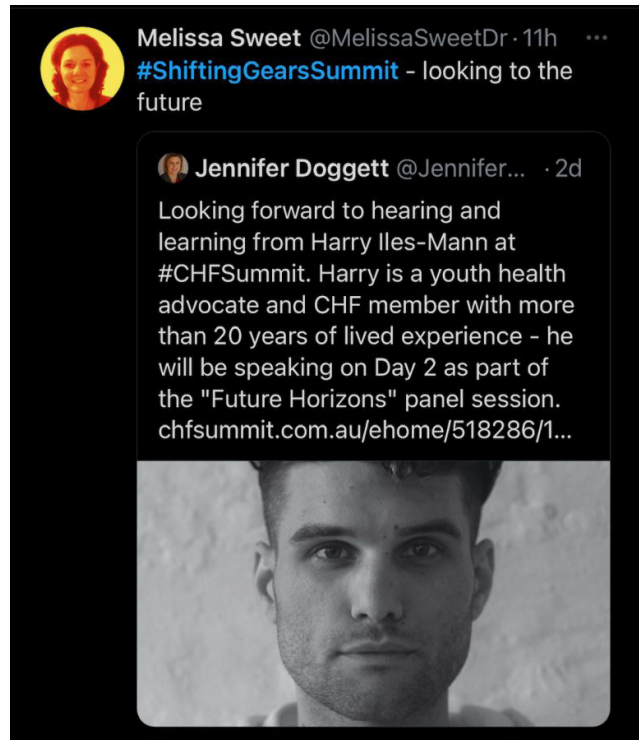 Melissa Sweet @MelissaSweetDr · 11h ...
#ShiftingGearsSummit - looking to the
future
Jennifer Doggett @Jennifer... · 2d
Looking forward to hearing and
learning from Harry Iles-Mann at
#CHFSummit. Harry is a youth health
advocate and CHF member with more
than 20 years of lived experience - he
will be speaking on Day 2 as part of
the "Future Horizons" panel session.
chfsummit.com.au/ehome/518286/1...